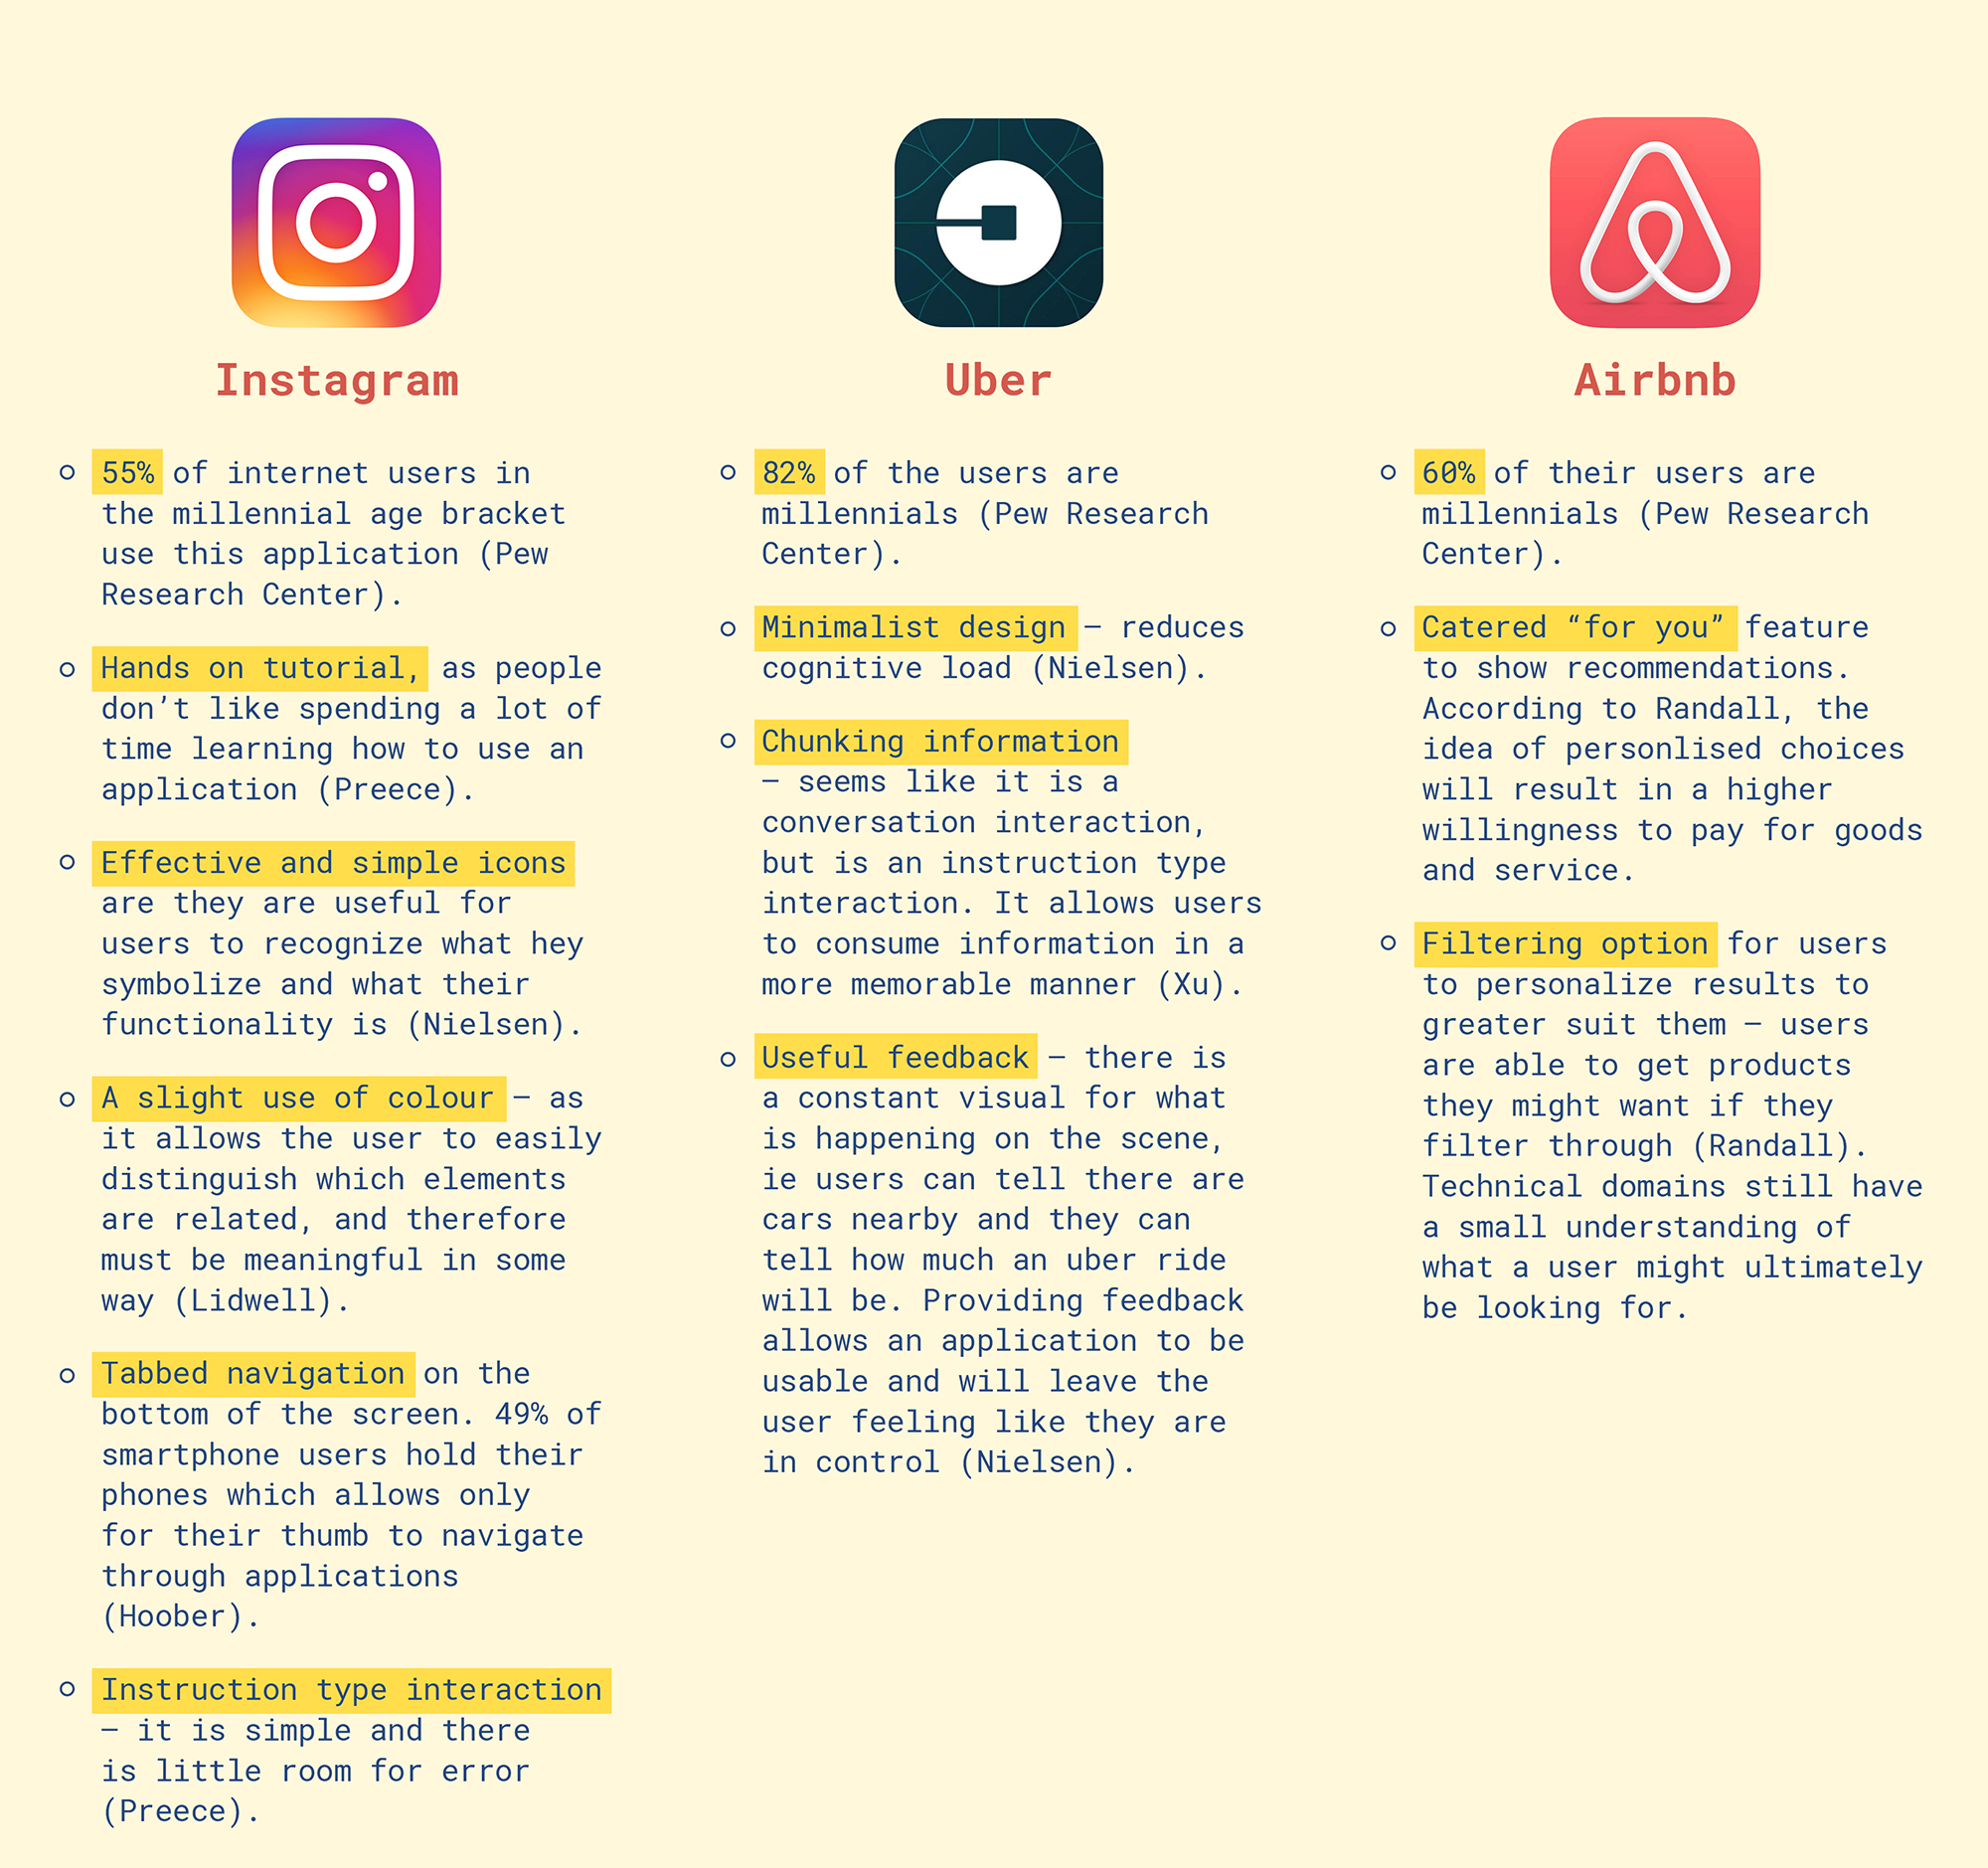 Instagram
55% of internet users in
the millennial age bracket
use this application (Pew
Research Center).
Hands on tutorial, as people
don’t like spending a lot of
time learning how to use an
application (Preece).
Effective and simple icons
are they are useful for
users to recognize what hey
symbolize and what their
functionality is (Nielsen).
A slight use of colour — as
it allows the user to easily
distinguish which elements
are related, and therefore
must be meaningful in some
way (Lidwell).
Tabbed navigation on the
bottom of the screen. 49% of
smartphone users hold their
phones which allows only
for their thumb to navigate
through applications
(Hoober).
Instruction type interaction
— it is simple and there
is little room for error
(Preece).
Uber
82% of the users are
millennials (Pew Research
Center).
Minimalist design — reduces
cognitive load (Nielsen).
Chunking information
— seems like it is a
conversation interaction,
but is an instruction type
interaction. It allows users
to consume information in a
more memorable manner (Xu).
Useful feedback — there is
a constant visual for what
is happening on the scene,
ie users can tell there are
cars nearby and they can
tell how much an uber ride
will be. Providing feedback
allows an application to be
usable and will leave the
user feeling like they are
in control (Nielsen).
Airbnb
60% of their users are
millennials (Pew Research
Center).
Catered “for you” feature
to show recommendations.
According to Randall, the
idea of personlised choices
will result in a higher
willingness to pay for goods
and service.
Filtering option for users
to personalize results to
greater suit them — users
are able to get products
they might want if they
filter through (Randall).
Technical domains still have
a small understanding of
what a user might ultimately
be looking for.